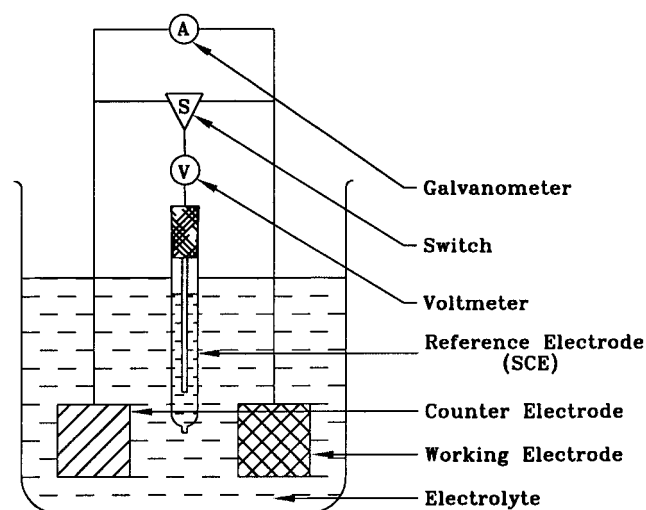 A
S
V
Galvanometer
Switch
Voltmeter
Reference Electrode
(SCE)
Counter Electrode
Working Electrode
Electrolyte